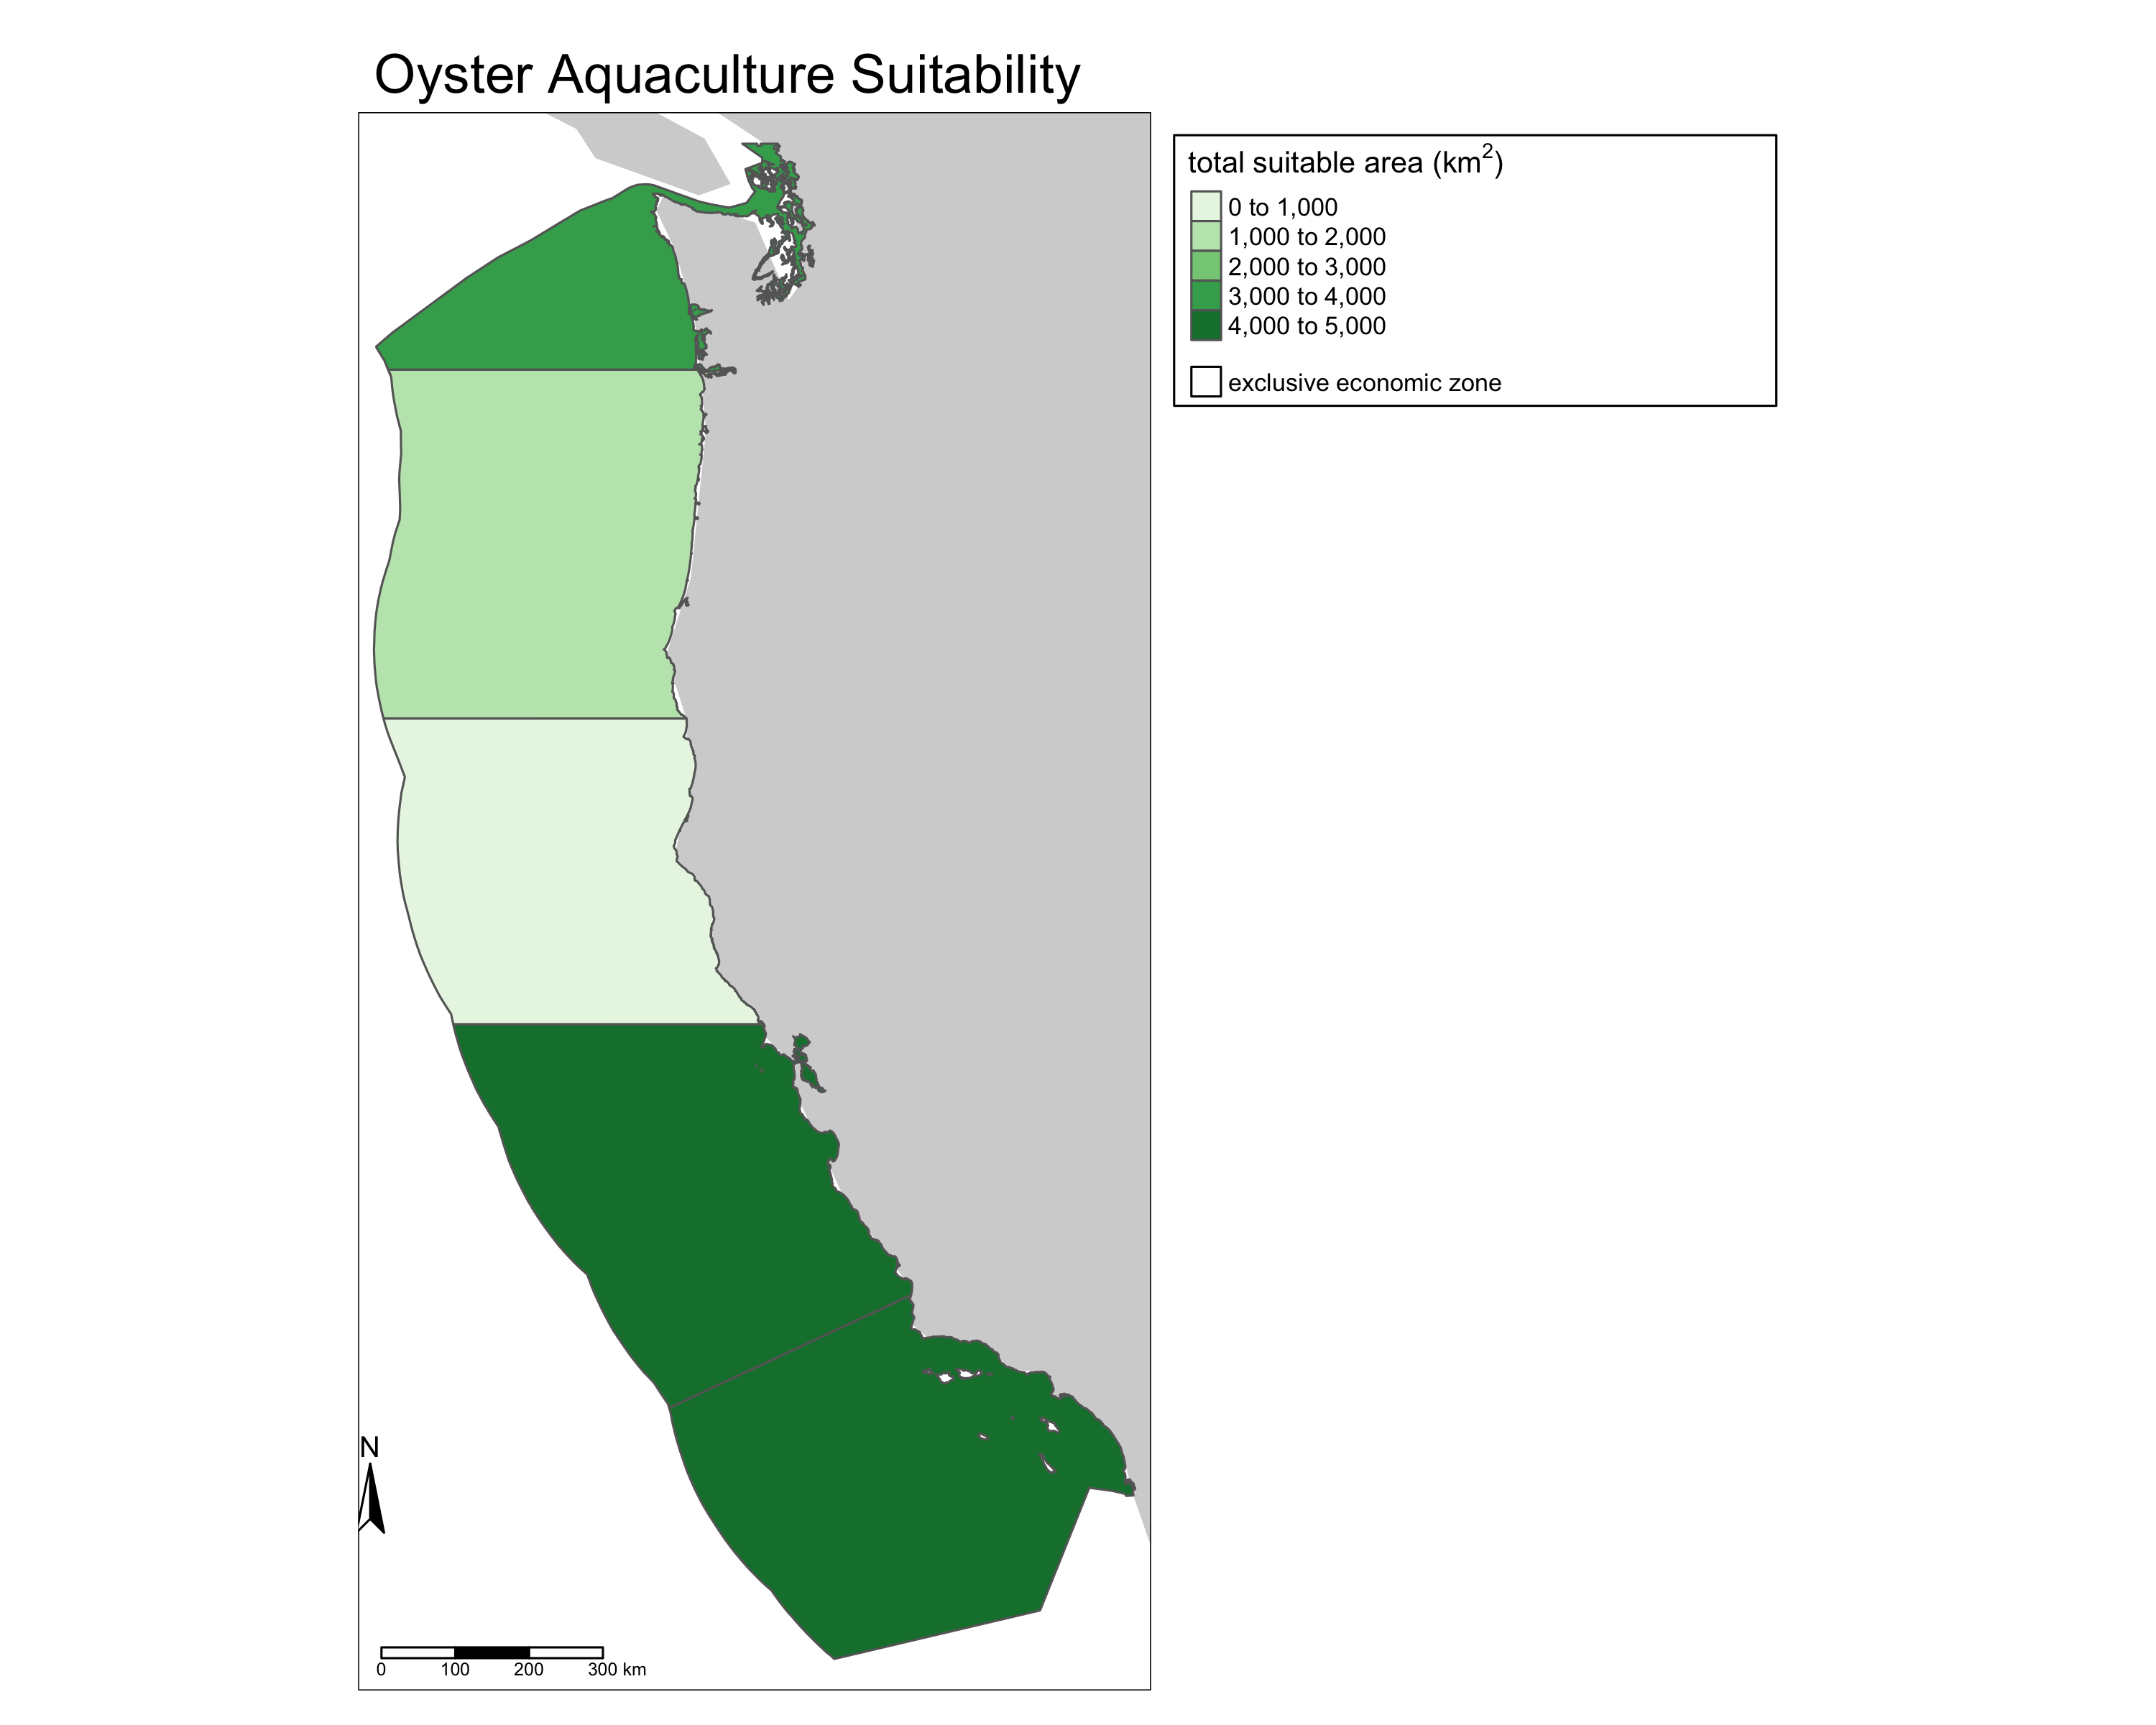 Oyster Aquaculture Suitability
total suitable area (km²)
0 to 1,000
1,000 to 2,000
2,000 to 3,000
3,000 to 4,000
4,000 to 5,000
exclusive economic zone
N
0 100 200 300 km